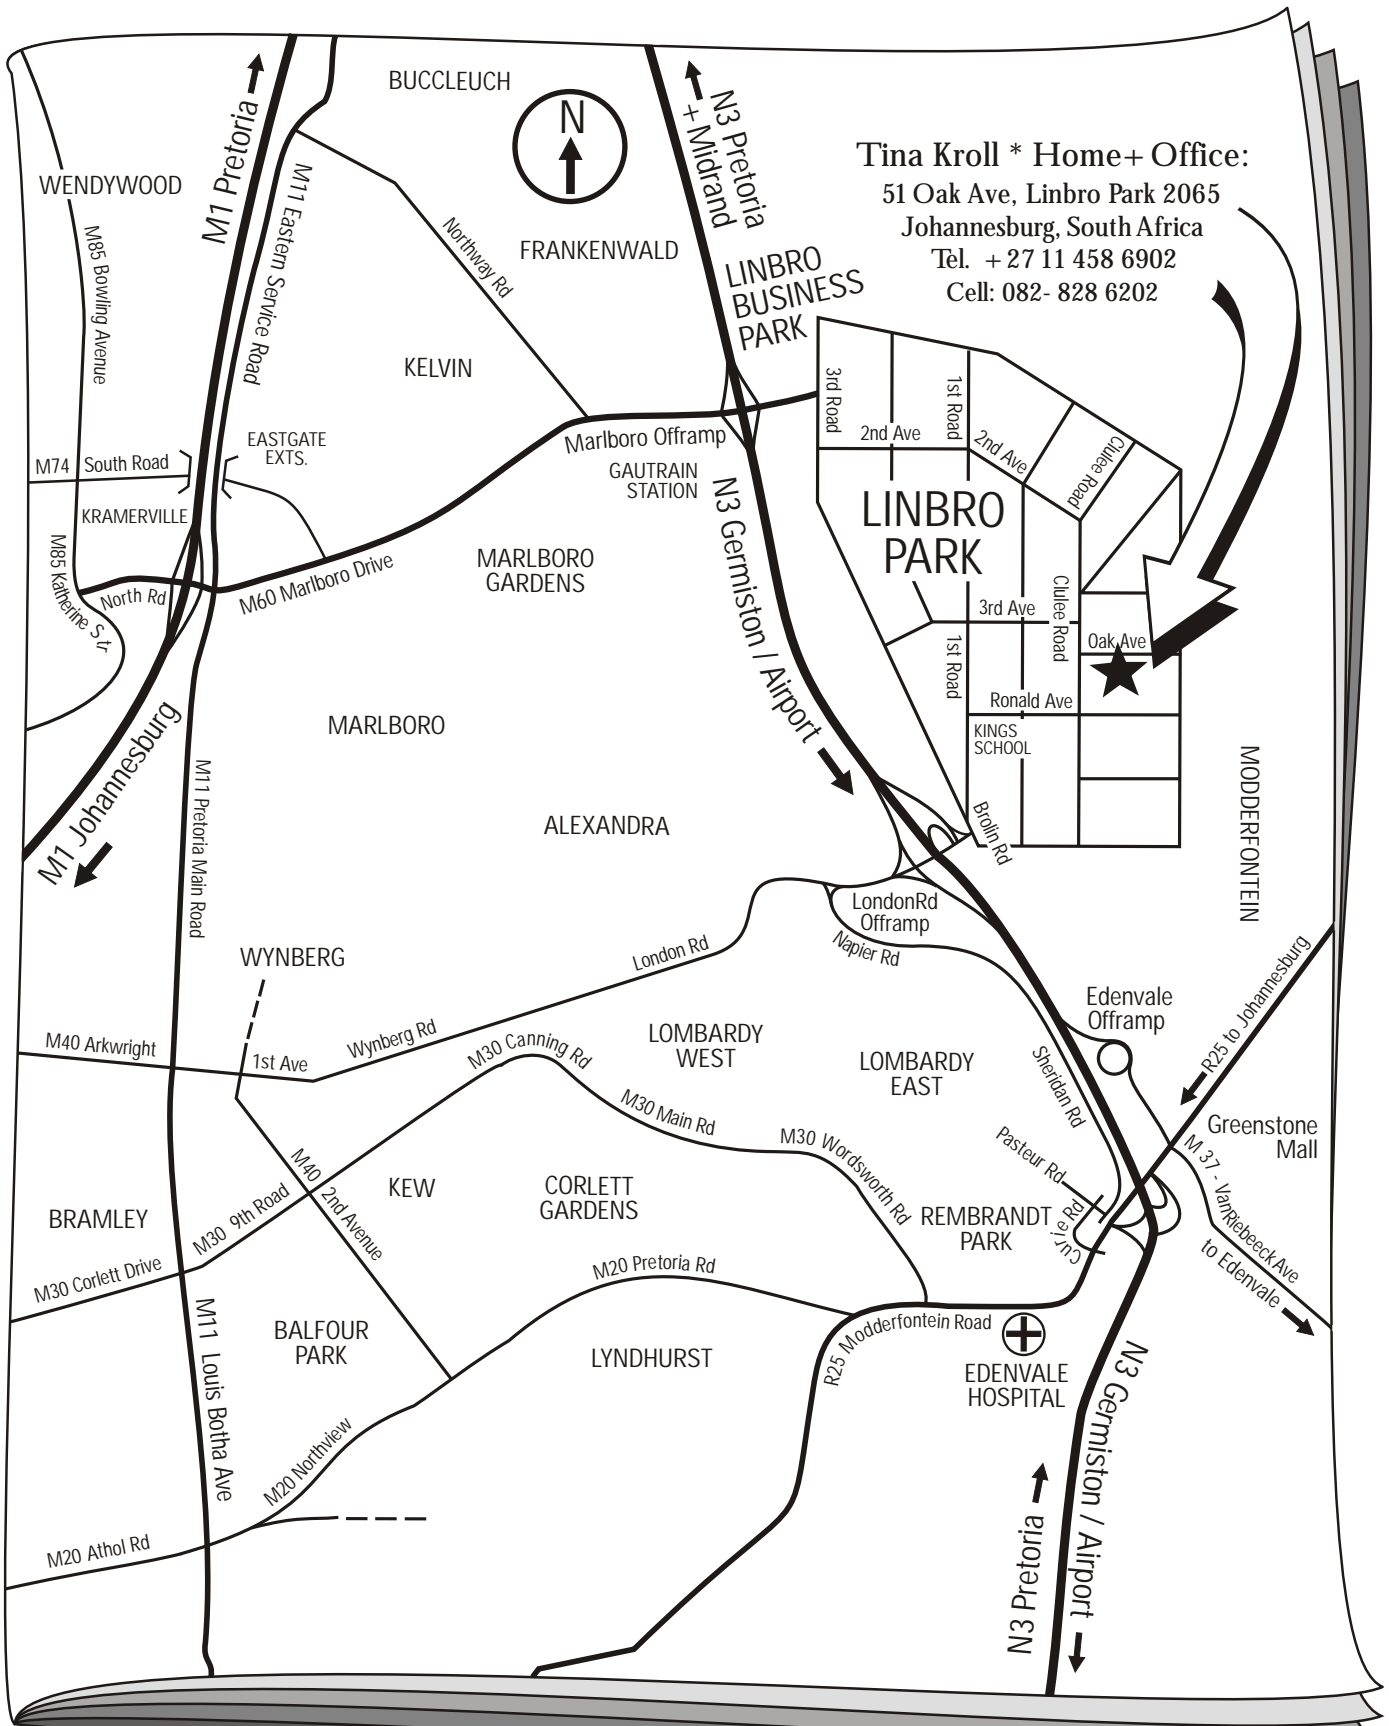 BUCCLEUCH
N
M1 Pretoria
N3 Pretoria
+ Midrand
Tina Kroll * Home+ Office:
51 Oak Ave, Linbro Park 2065
Johannesburg, South Africa
Tel. + 27 11 458 6902
Cell: 082- 828 6202
WENDYWOOD
M11 Eastern Service Road
M85 Bowling Avenue
Northway Rd
FRANKENWALD
LINBRO
BUSINESS
PARK
KELVIN
3rd Road
1st Road
2nd Ave
2nd Ave
Clulee Road
EASTGATE
EXTS.
Marlboro Offramp
M74
South Road
GAUTRAIN
STATION
N3 Germiston / Airport
LINBRO
PARK
KRAMERVILLE
M85 Katherine S tr
North Rd
M60 Marlboro Drive
MARLBORO
GARDENS
3rd Ave
Clulee Road
Oak Ave
1st Road
Ronald Ave
KINGS
SCHOOL
MARLBORO
M1 Johannesburg
M11 Pretoria Main Road
MODDERFONTEIN
ALEXANDRA
Brolin Rd
LondonRd
Offramp
Napier Rd
London Rd
WYNBERG
Edenvale
Offramp
R25 to Johannesburg
M40 Arkwright
1st Ave
Wynberg Rd
M30 Canning Rd
LOMBARDY
WEST
LOMBARDY
EAST
Sheridan Rd
M30 Main Rd
M30 Wordsworth Rd
Pasteur Rd
Greenstone
Mall
M 37 - VanRiebeeck Ave
to Edenvale
M40 2nd Avenue
KEW
CORLETT
GARDENS
BRAMLEY
M30 9th Road
REMBRANDT
PARK
Curie Rd
M30 Corlett Drive
M20 Pretoria Rd
M11 Louis Botha Ave
BALFOUR
PARK
LYNDHURST
R25 Modderfontein Road
EDENVALE
HOSPITAL
N3 Germiston / Airport
M20 Northview
N3 Pretoria
M20 Athol Rd